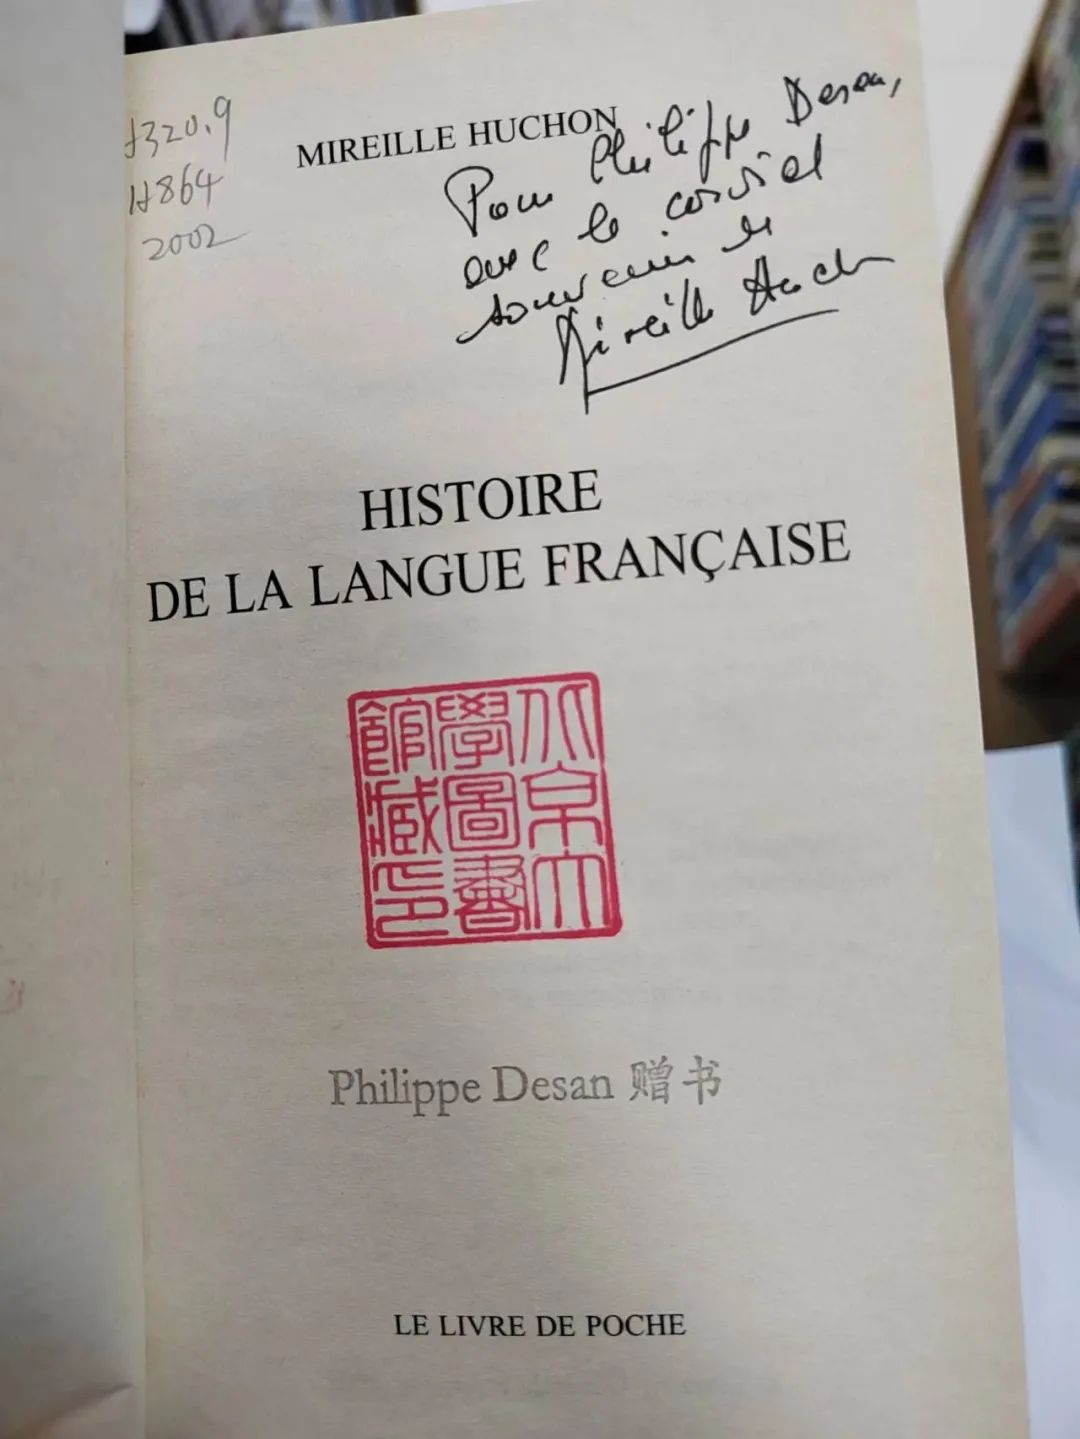 H320.9
H864
2002
MIREILLE HUCHON
Pour Philippe Desan,
avec le cordial
souvenir de
Mireille Huchon
HISTOIRE
DE LA LANGUE FRANÇAISE
北京大
學圖書
館藏印
Philippe Desan 赠书
LE LIVRE DE POCHE